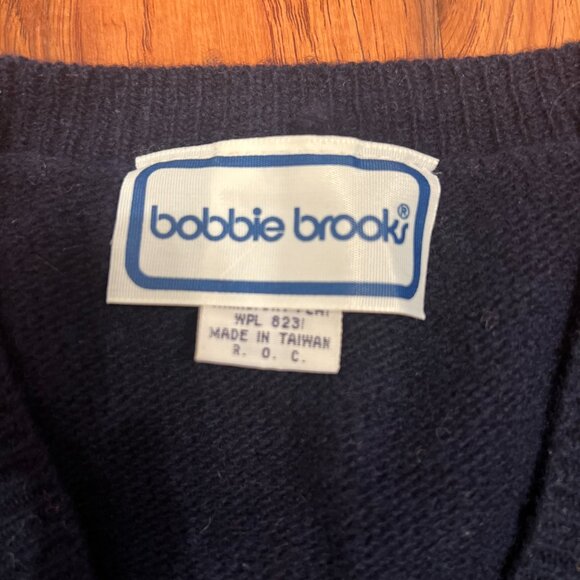 bobbie brooks®
WPL 8231
MADE IN TAIWAN
R. O. C.